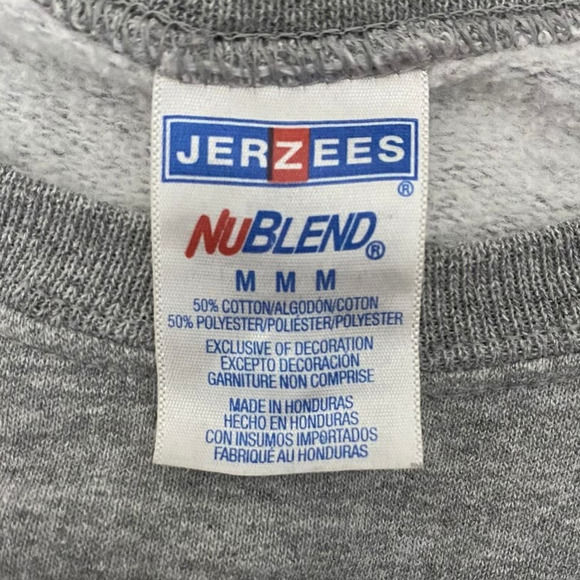 JERZEES
®
NUBLEND®
M M M
50% COTTON/ALGODÓN/COTON
50% POLYESTER/POLIÉSTER/POLYESTER
EXCLUSIVE OF DECORATION
EXCEPTO DECORACIÓN
GARNITURE NON COMPRISE
MADE IN HONDURAS
HECHO EN HONDURAS
CON INSUMOS IMPORTADOS
FABRIQUÉ AU HONDURAS